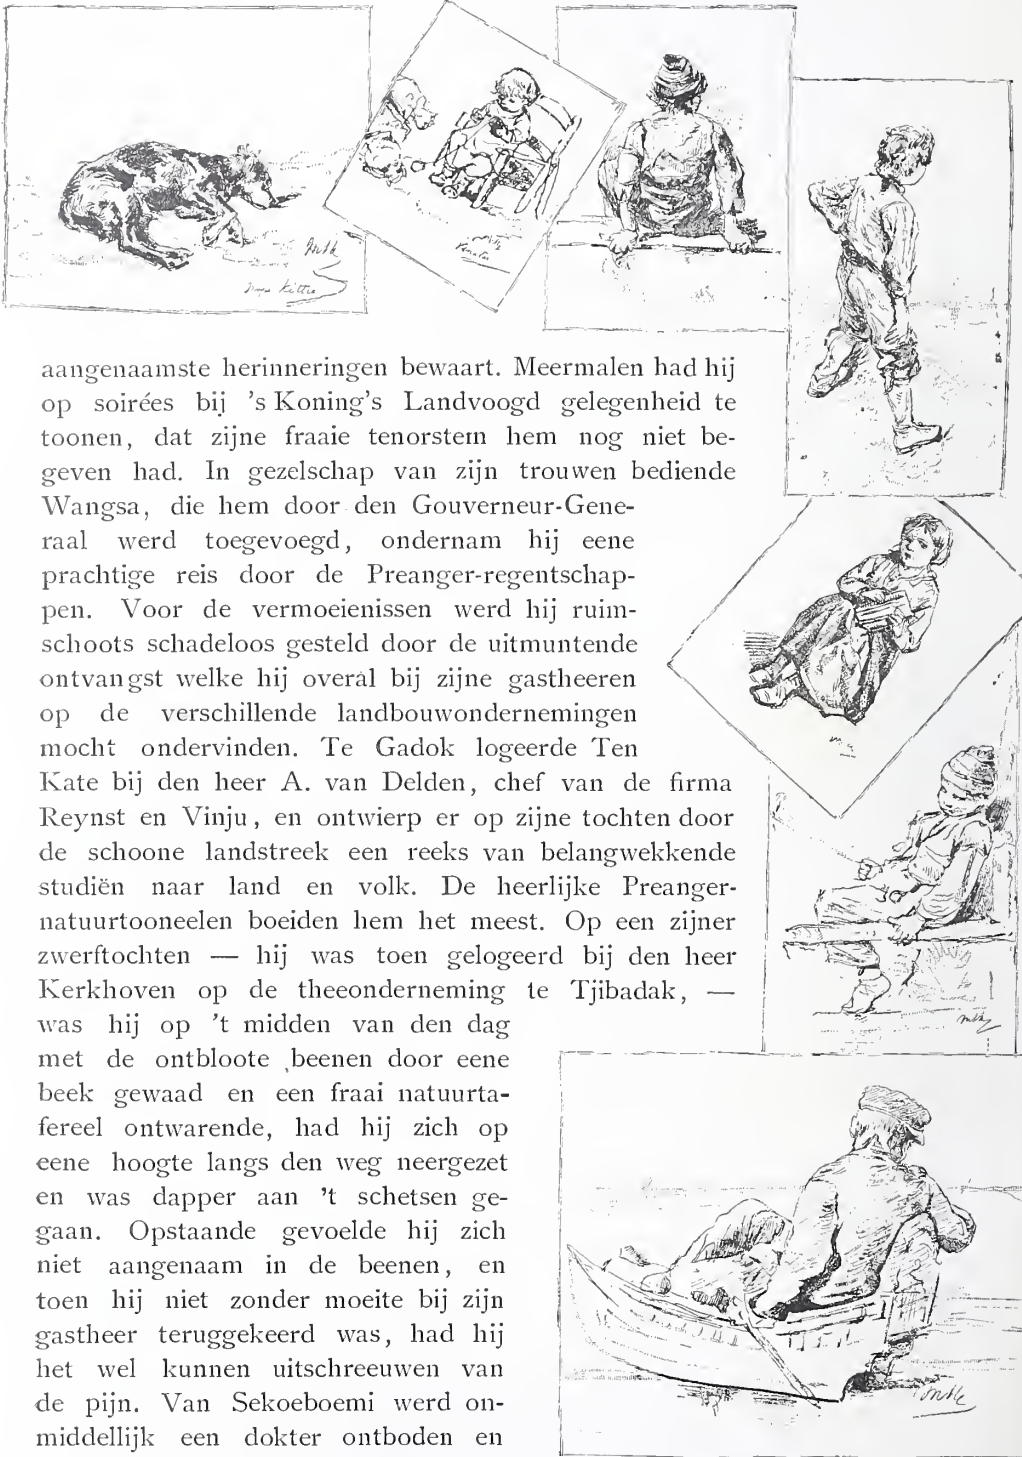 aangenaamste herinneringen bewaart. Meermalen had hij
op soirées bij 's Koning's Landvoogd gelegenheid te
toonen, dat zijne fraaie tenorstem hem nog niet be-
geven had. In gezelschap van zijn trouwen bediende
Wangsa, die hem door den Gouverneur-Gene-
raal werd toegevoegd, ondernam hij eene
prachtige reis door de Preanger-regentschap-
pen. Voor de vermoeienissen werd hij ruim-
schoots schadeloos gesteld door de uitmuntende
ontvangst welke hij overal bij zijne gastheeren
op de verschillende landbouwondernemingen
mocht ondervinden. Te Gadok logeerde Ten
Kate bij den heer A. van Delden, chef van de firma
Reynst en Vinju, en ontwierp er op zijne tochten door
de schoone landstreek een reeks van belangwekkende
studiën naar land en volk. De heerlijke Preanger-
natuurtooneelen boeiden hem het meest. Op een zijner
zwerftochten — hij was toen gelogeerd bij den heer
Kerkhoven op de theeonderneming te Tjibadak, —
was hij op 't midden van den dag
met de ontbloote beenen door eene
beek gewaad en een fraai natuurta-
fereel ontwarende, had hij zich op
eene hoogte langs den weg neergezet
en was dapper aan 't schetsen ge-
gaan. Opstaande gevoelde hij zich
niet aangenaam in de beenen, en
toen hij niet zonder moeite bij zijn
gastheer teruggekeerd was, had hij
het wel kunnen uitschreeuwen van
de pijn. Van Sekoeboemi werd on-
middellijk een dokter ontboden en